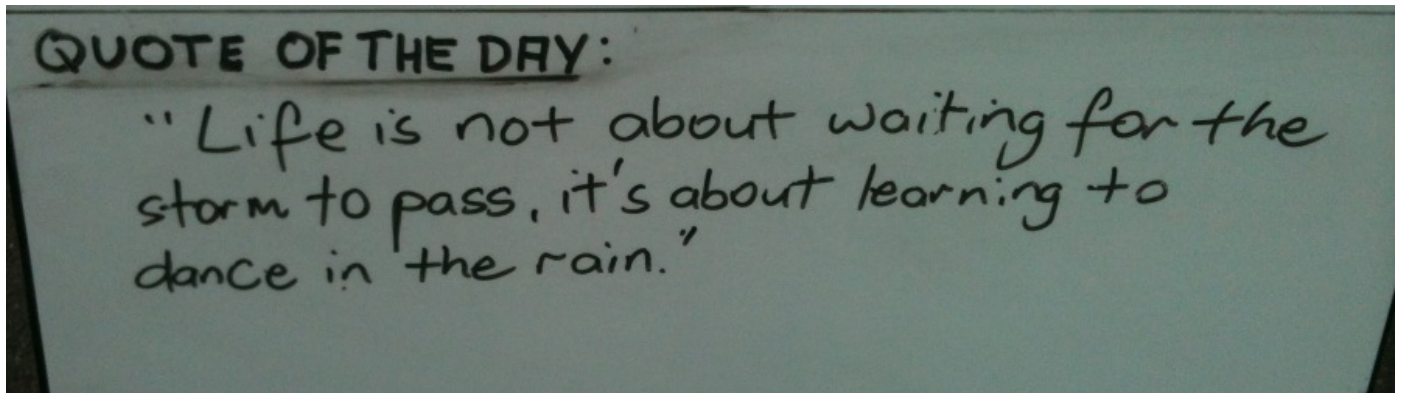 QUOTE OF THE DAY:
"Life is not about waiting for the
storm to pass, it's about learning to
dance in the rain."